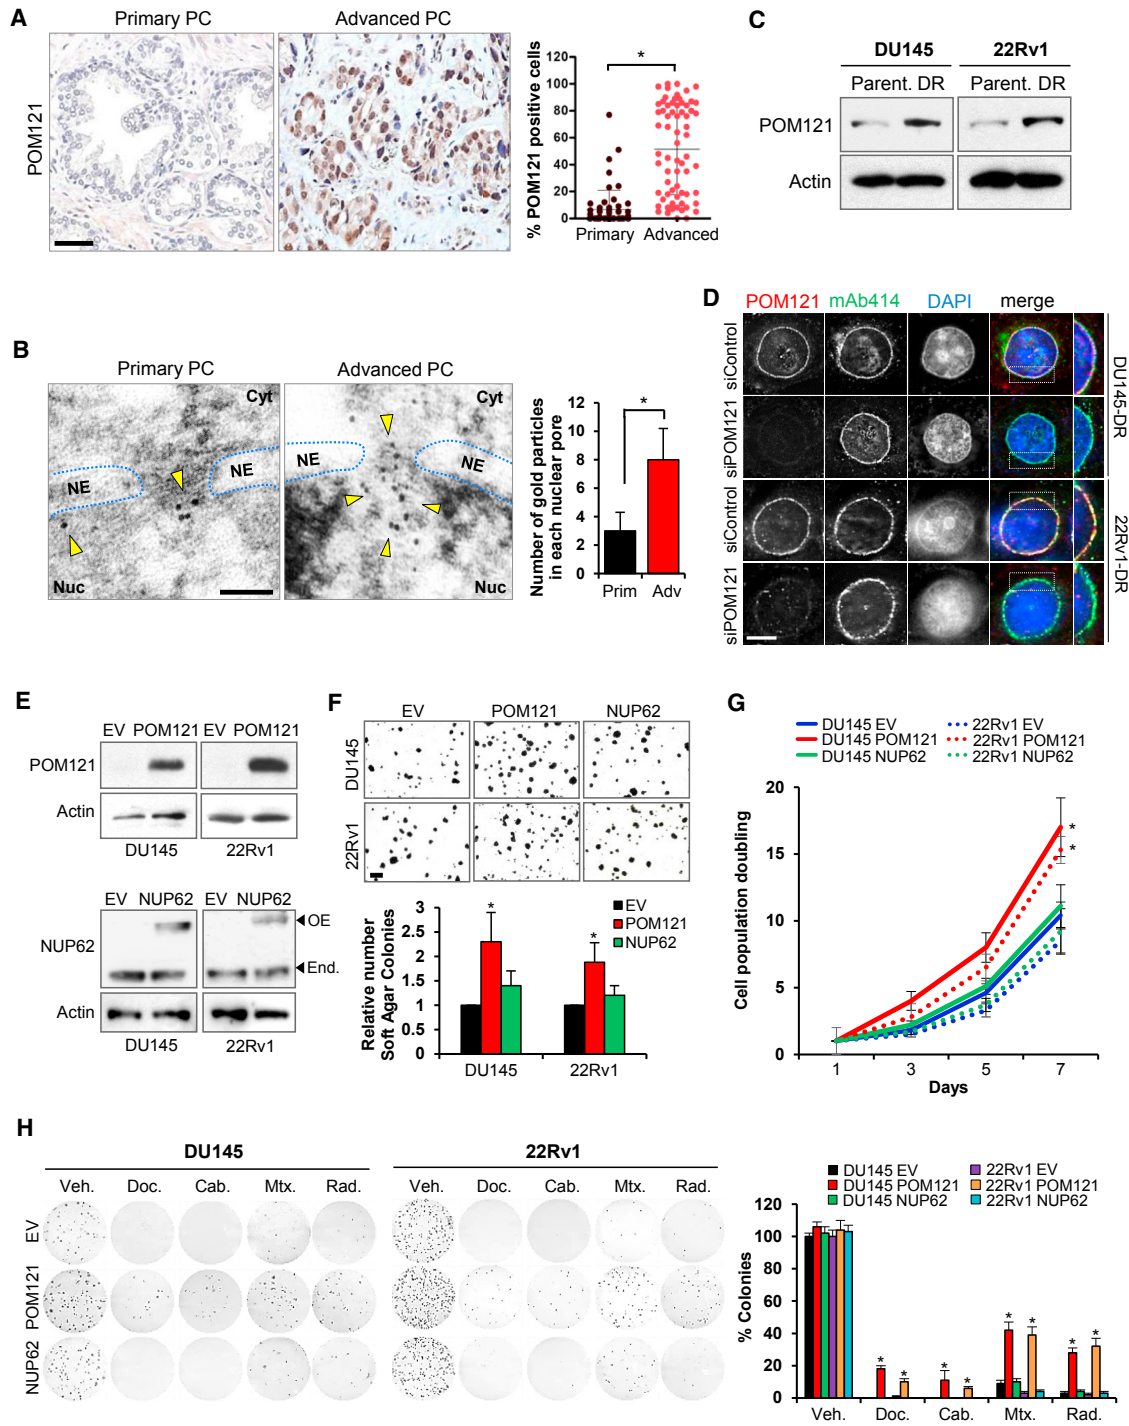 A
Primary PC
Advanced PC
POM121
% POM121 positive cells
120
100
80
60
40
20
0
*
Primary
Advanced
C
DU145
22Rv1
Parent. DR
Parent. DR
POM121
Actin
B
Primary PC
Advanced PC
Cyt
NE
NE
Nuc
Cyt
NE
NE
Nuc
Number of gold particles
in each nuclear pore
12
10
8
6
4
2
0
*
Prim
Adv
D
POM121
mAb414
DAPI
merge
siControl
siPOM121
siControl
siPOM121
DU145-DR
22Rv1-DR
E
EV POM121
EV POM121
POM121
Actin
DU145
22Rv1
EV NUP62
EV NUP62
NUP62
OE
End.
Actin
DU145
22Rv1
F
EV
POM121
NUP62
DU145
22Rv1
Relative number
Soft Agar Colonies
3
2.5
2
1.5
1
0.5
0
*
*
EV
POM121
NUP62
DU145
22Rv1
G
DU145 EV
DU145 POM121
DU145 NUP62
22Rv1 EV
22Rv1 POM121
22Rv1 NUP62
Cell population doubling
20
15
10
5
0
*
*
1
3
5
7
Days
H
DU145
22Rv1
Veh.
Doc.
Cab.
Mtx.
Rad.
Veh.
Doc.
Cab.
Mtx.
Rad.
EV
POM121
NUP62
DU145 EV
DU145 POM121
DU145 NUP62
22Rv1 EV
22Rv1 POM121
22Rv1 NUP62
% Colonies
120
100
80
60
40
20
0
*
*
*
*
*
*
*
*
Veh.
Doc.
Cab.
Mtx.
Rad.